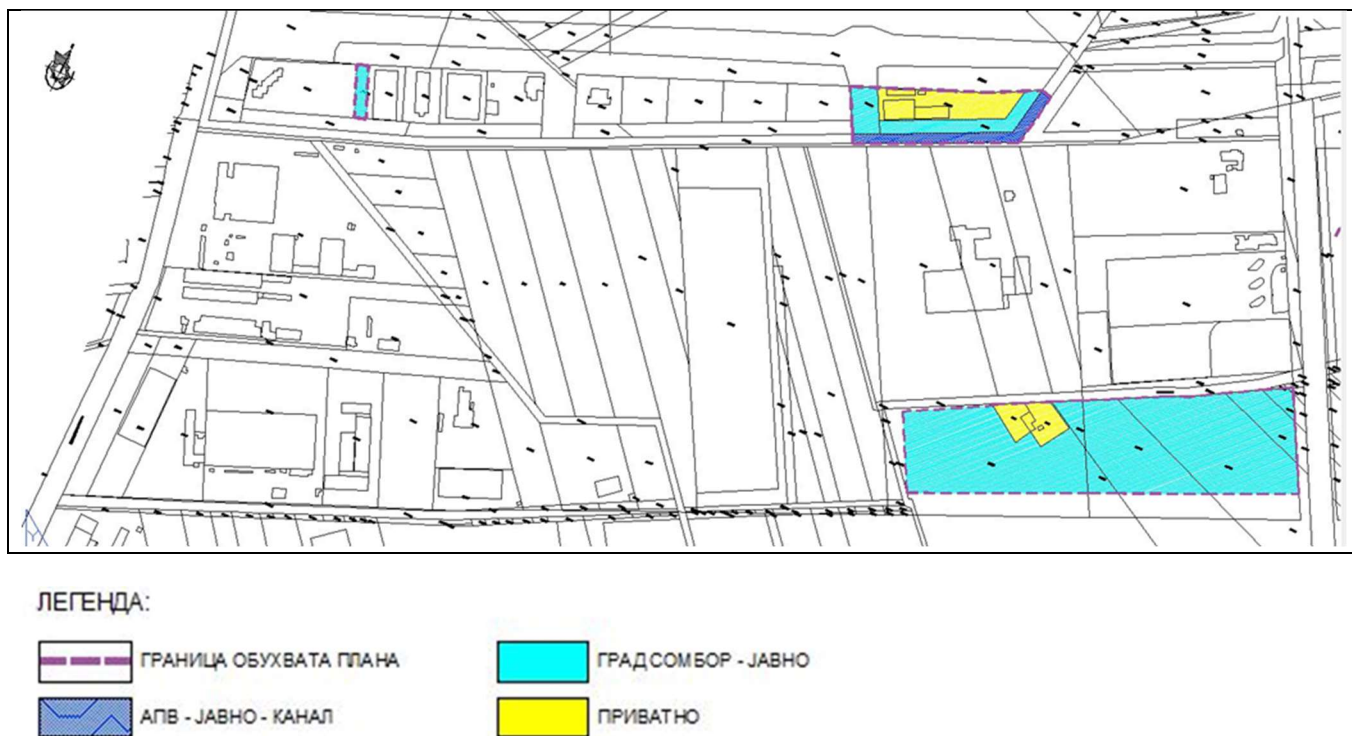 ЛЕГЕНДА:
ГРАНИЦА ОБУХВАТА ПЛАНА
ГРАД СОМБОР - ЈАВНО
АПВ - ЈАВНО - КАНАЛ
ПРИВАТНО